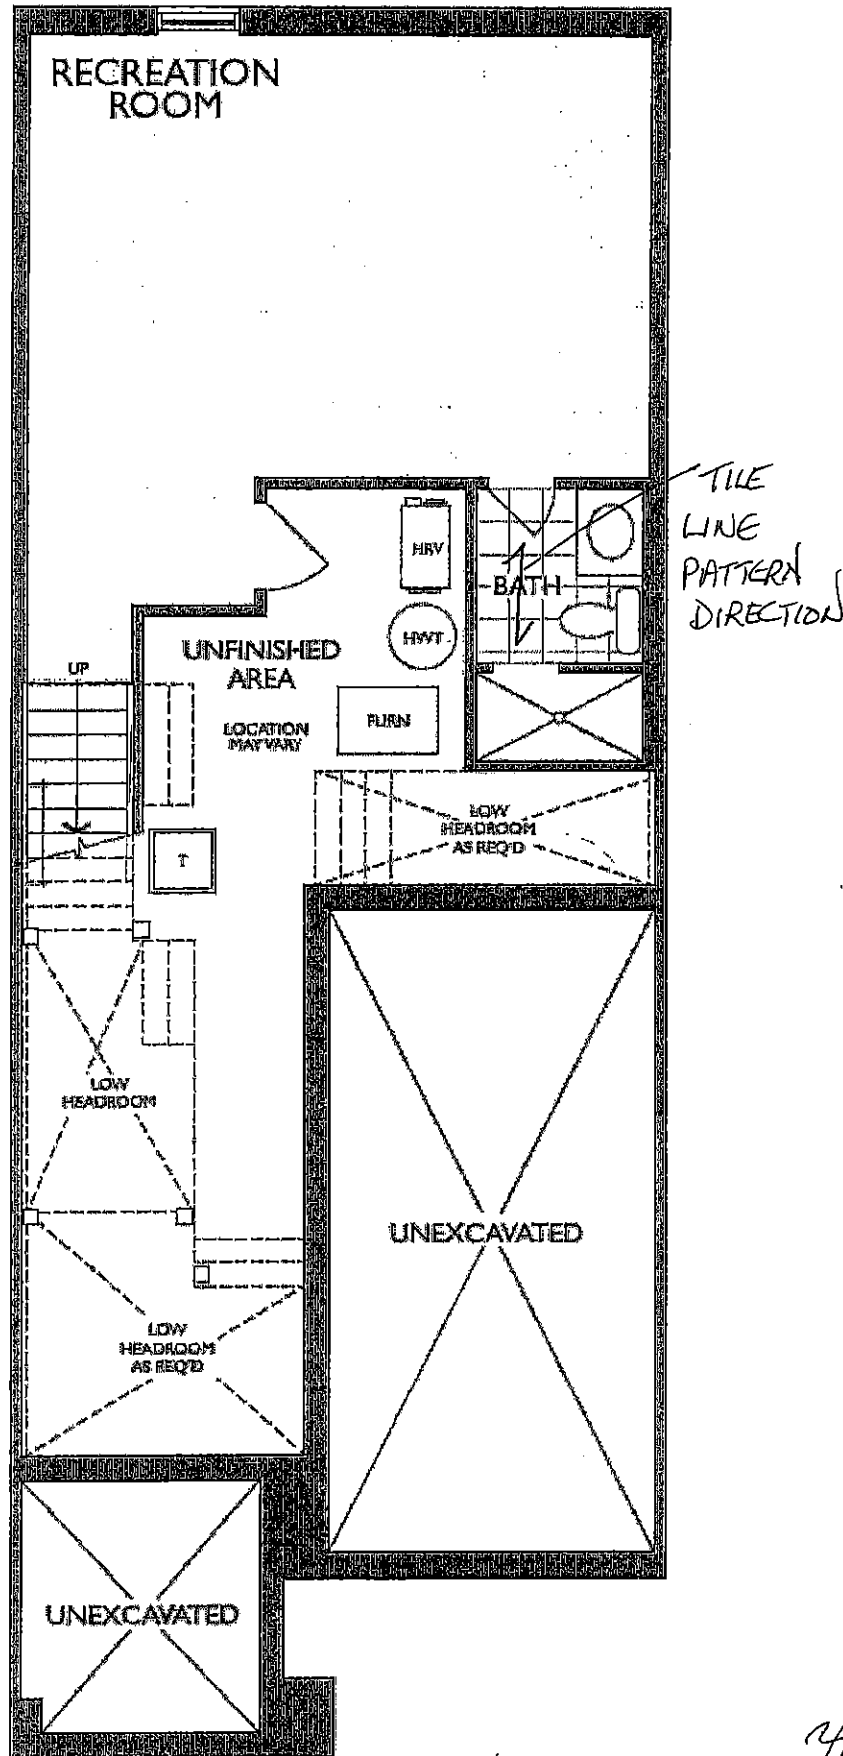 RECREATION
ROOM
TILE
LINE
PATTERN
DIRECTION
HRV
BATH
HWT
UNFINISHED
AREA
UP
LOCATION
MAY VARY
FURN
LOW
HEADROOM
AS REQ'D
T
LOW
HEADROOM
UNEXCAVATED
LOW
HEADROOM
AS REQ'D
UNEXCAVATED